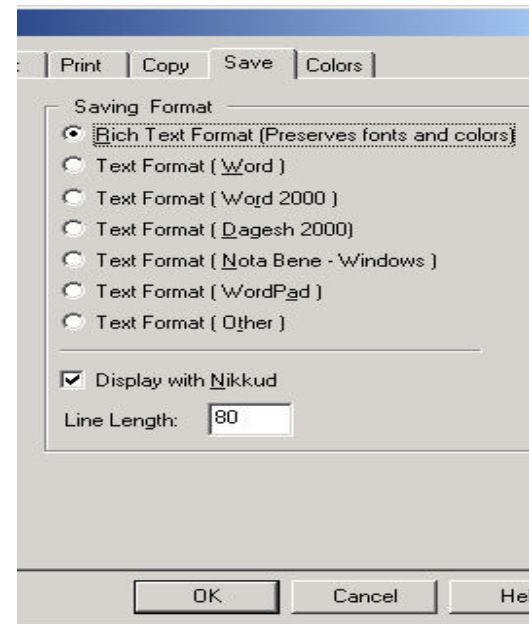 Print Copy Save Colors
Saving Format
Rich Text Format (Preserves fonts and colors)
Text Format ( Word )
Text Format ( Word 2000 )
Text Format ( Dagesh 2000)
Text Format ( Nota Bene - Windows )
Text Format ( WordPad )
Text Format ( Other )
Display with Nikkud
Line Length: 80
OK Cancel